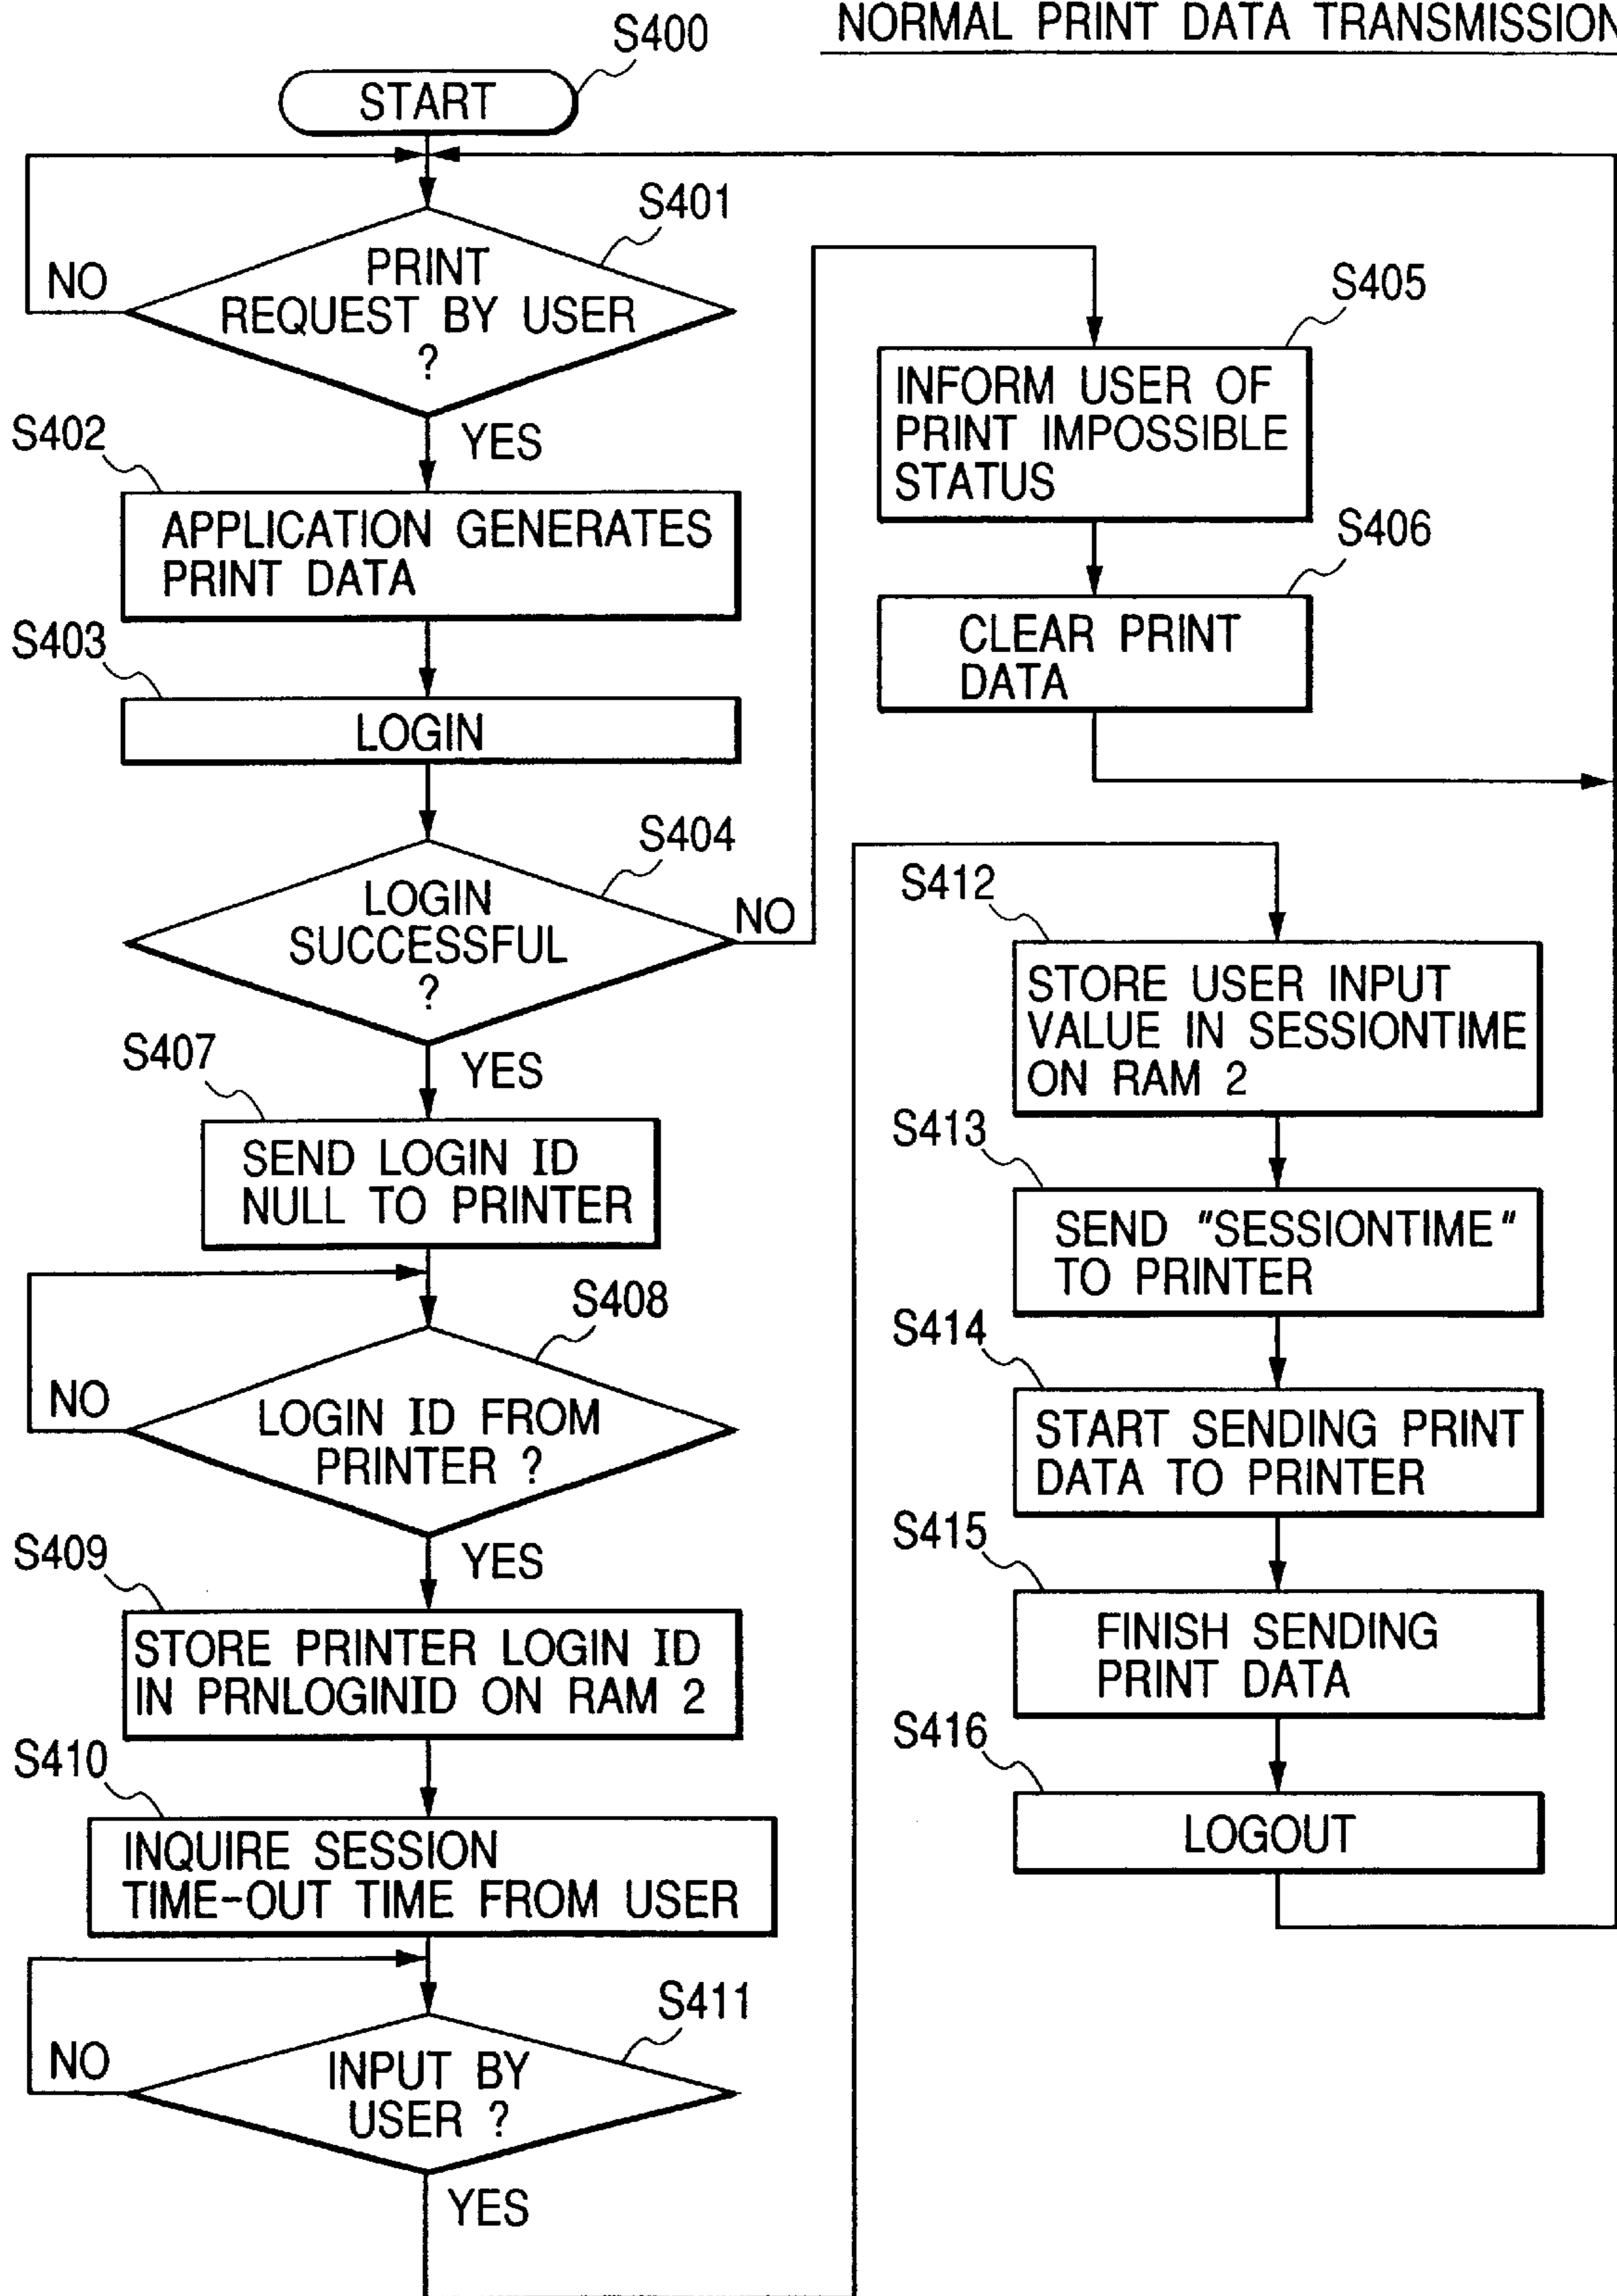 NORMAL PRINT DATA TRANSMISSION
S400
START
S401
PRINT
REQUEST BY USER
?
NO
YES
S402
APPLICATION GENERATES
PRINT DATA
S403
LOGIN
S404
LOGIN
SUCCESSFUL
?
NO
YES
S405
INFORM USER OF
PRINT IMPOSSIBLE
STATUS
S406
CLEAR PRINT
DATA
S407
SEND LOGIN ID
NULL TO PRINTER
S408
LOGIN ID FROM
PRINTER ?
NO
YES
S409
STORE PRINTER LOGIN ID
IN PRNLOGINID ON RAM 2
S410
INQUIRE SESSION
TIME-OUT TIME FROM USER
S411
INPUT BY
USER ?
NO
YES
S412
STORE USER INPUT
VALUE IN SESSIONTIME
ON RAM 2
S413
SEND "SESSIONTIME"
TO PRINTER
S414
START SENDING PRINT
DATA TO PRINTER
S415
FINISH SENDING
PRINT DATA
S416
LOGOUT